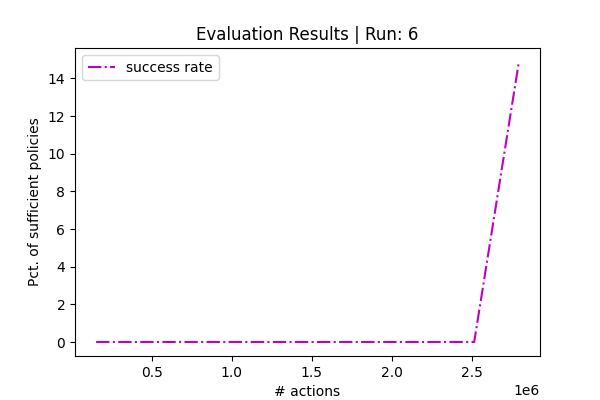 Evaluation Results | Run: 6
success rate
Pct. of sufficient policies
14
12
10
8
6
4
2
0
0.5 1.0 1.5 2.0 2.5
1e6
# actions